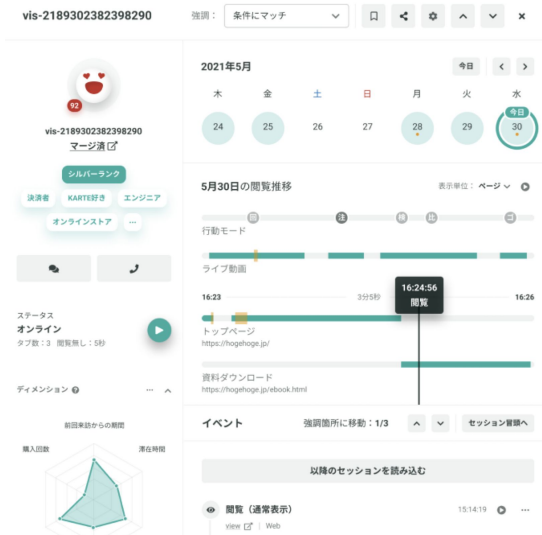 vis-2189302382398290
強調： 条件にマッチ
92
vis-2189302382398290
マージ済
シルバーランク
決済者 KARTE好き エンジニア
オンラインストア ...
ステータス
オンライン
タブ数：3 閲覧無し：5秒
ディメンション
前回来訪からの期間
購入回数 滞在時間
2021年5月 今日
木 金 土 日 月 火 水
今日
24 25 26 27 28 29 30
5月30日の閲覧推移 表示単位： ページ
回 注 検 比 ゴ
行動モード
ライブ動画
16:24:56
閲覧
16:23 3分5秒 16:26
トップページ
https://hogehoge.jp/
資料ダウンロード
https://hogehoge.jp/ebook.html
イベント 強調箇所に移動：1/3 セッション冒頭へ
以降のセッションを読み込む
閲覧（通常表示） 15:14:19 ...
view | Web